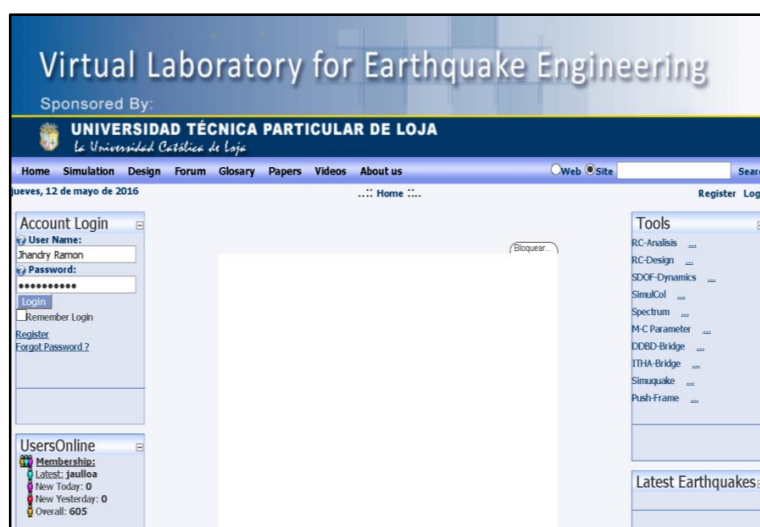 Virtual Laboratory for Earthquake Engineering
Sponsored By:
UNIVERSIDAD TÉCNICA PARTICULAR DE LOJA
La Universidad Católica de Loja
Home Simulation Design Forum Glosary Papers Videos About us Web Site Sear
jueves, 12 de mayo de 2016 ..:: Home ::.. Register Log
Account Login
User Name:
Jhandry Ramon
Password:
Login
Remember Login
Register
Forgot Password ?
UsersOnline
Membership:
Latest: jaulloa
New Today: 0
New Yesterday: 0
Overall: 605
Bloquear...
Tools
RC-Analisis ...
RC-Design ...
SDOF-Dynamics ...
SimulCol ...
Spectrum ...
M-C Parameter ...
DDBD-Bridge ...
ITHA-Bridge ...
Simuquake ...
Push-Frame ...
Latest Earthquakes